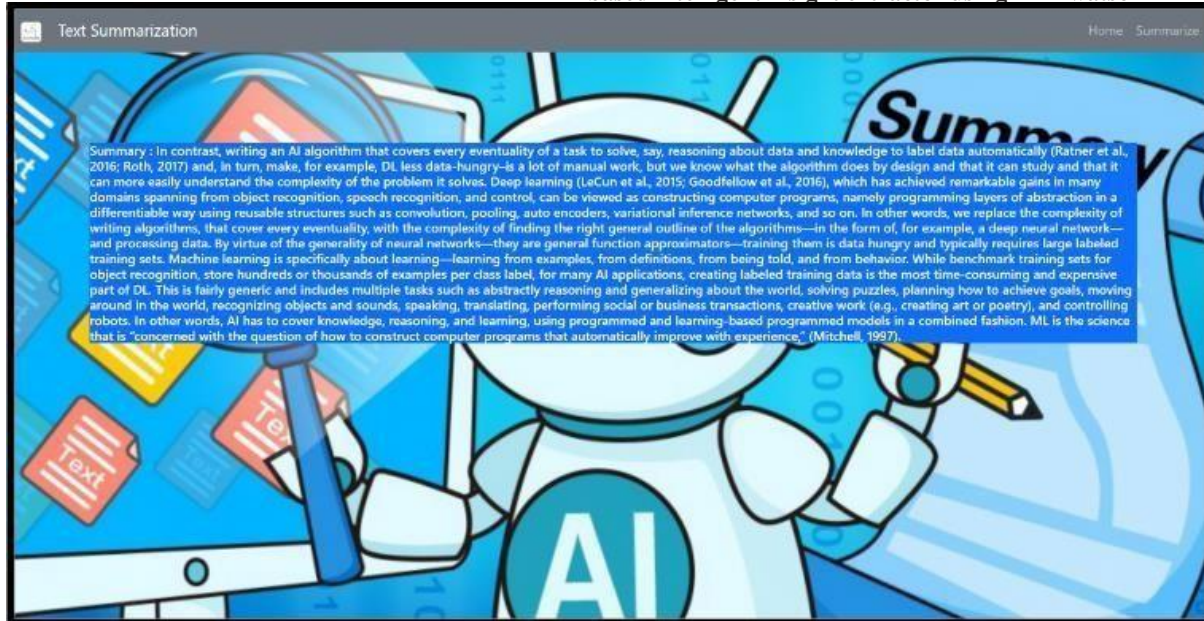 Text Summarization
Home Summarize
Summary
Summary : In contrast, writing an AI algorithm that covers every eventuality of a task to solve, say, reasoning about data and knowledge to label data automatically (Ratner et al.,
2016; Roth, 2017) and, in turn, make, for example, DL less data-hungry–is a lot of manual work, but we know what the algorithm does by design and that it can study and that it
can more easily understand the complexity of the problem it solves. Deep learning (LeCun et al., 2015; Goodfellow et al., 2016), which has achieved remarkable gains in many
domains spanning from object recognition, speech recognition, and control, can be viewed as constructing computer programs, namely programming layers of abstraction in a
differentiable way using reusable structures such as convolution, pooling, auto encoders, variational inference networks, and so on. In other words, we replace the complexity of
writing algorithms, that cover every eventuality, with the complexity of finding the right general outline of the algorithms—in the form of, for example, a deep neural network—
and processing data. By virtue of the generality of neural networks—they are general function approximators—training them is data hungry and typically requires large labeled
training sets. Machine learning is specifically about learning—learning from examples, from definitions, from being told, and from behavior. While benchmark training sets for
object recognition, store hundreds or thousands of examples per class label, for many AI applications, creating labeled training data is the most time-consuming and expensive
part of DL. This is fairly generic and includes multiple tasks such as abstractly reasoning and generalizing about the world, solving puzzles, planning how to achieve goals, moving
around in the world, recognizing objects and sounds, speaking, translating, performing social or business transactions, creative work (e.g., creating art or poetry), and controlling
robots. In other words, AI has to cover knowledge, reasoning, and learning, using programmed and learning-based programmed models in a combined fashion. ML is the science
that is “concerned with the question of how to construct computer programs that automatically improve with experience,” (Mitchell, 1997).
Text
Text
Text
AI